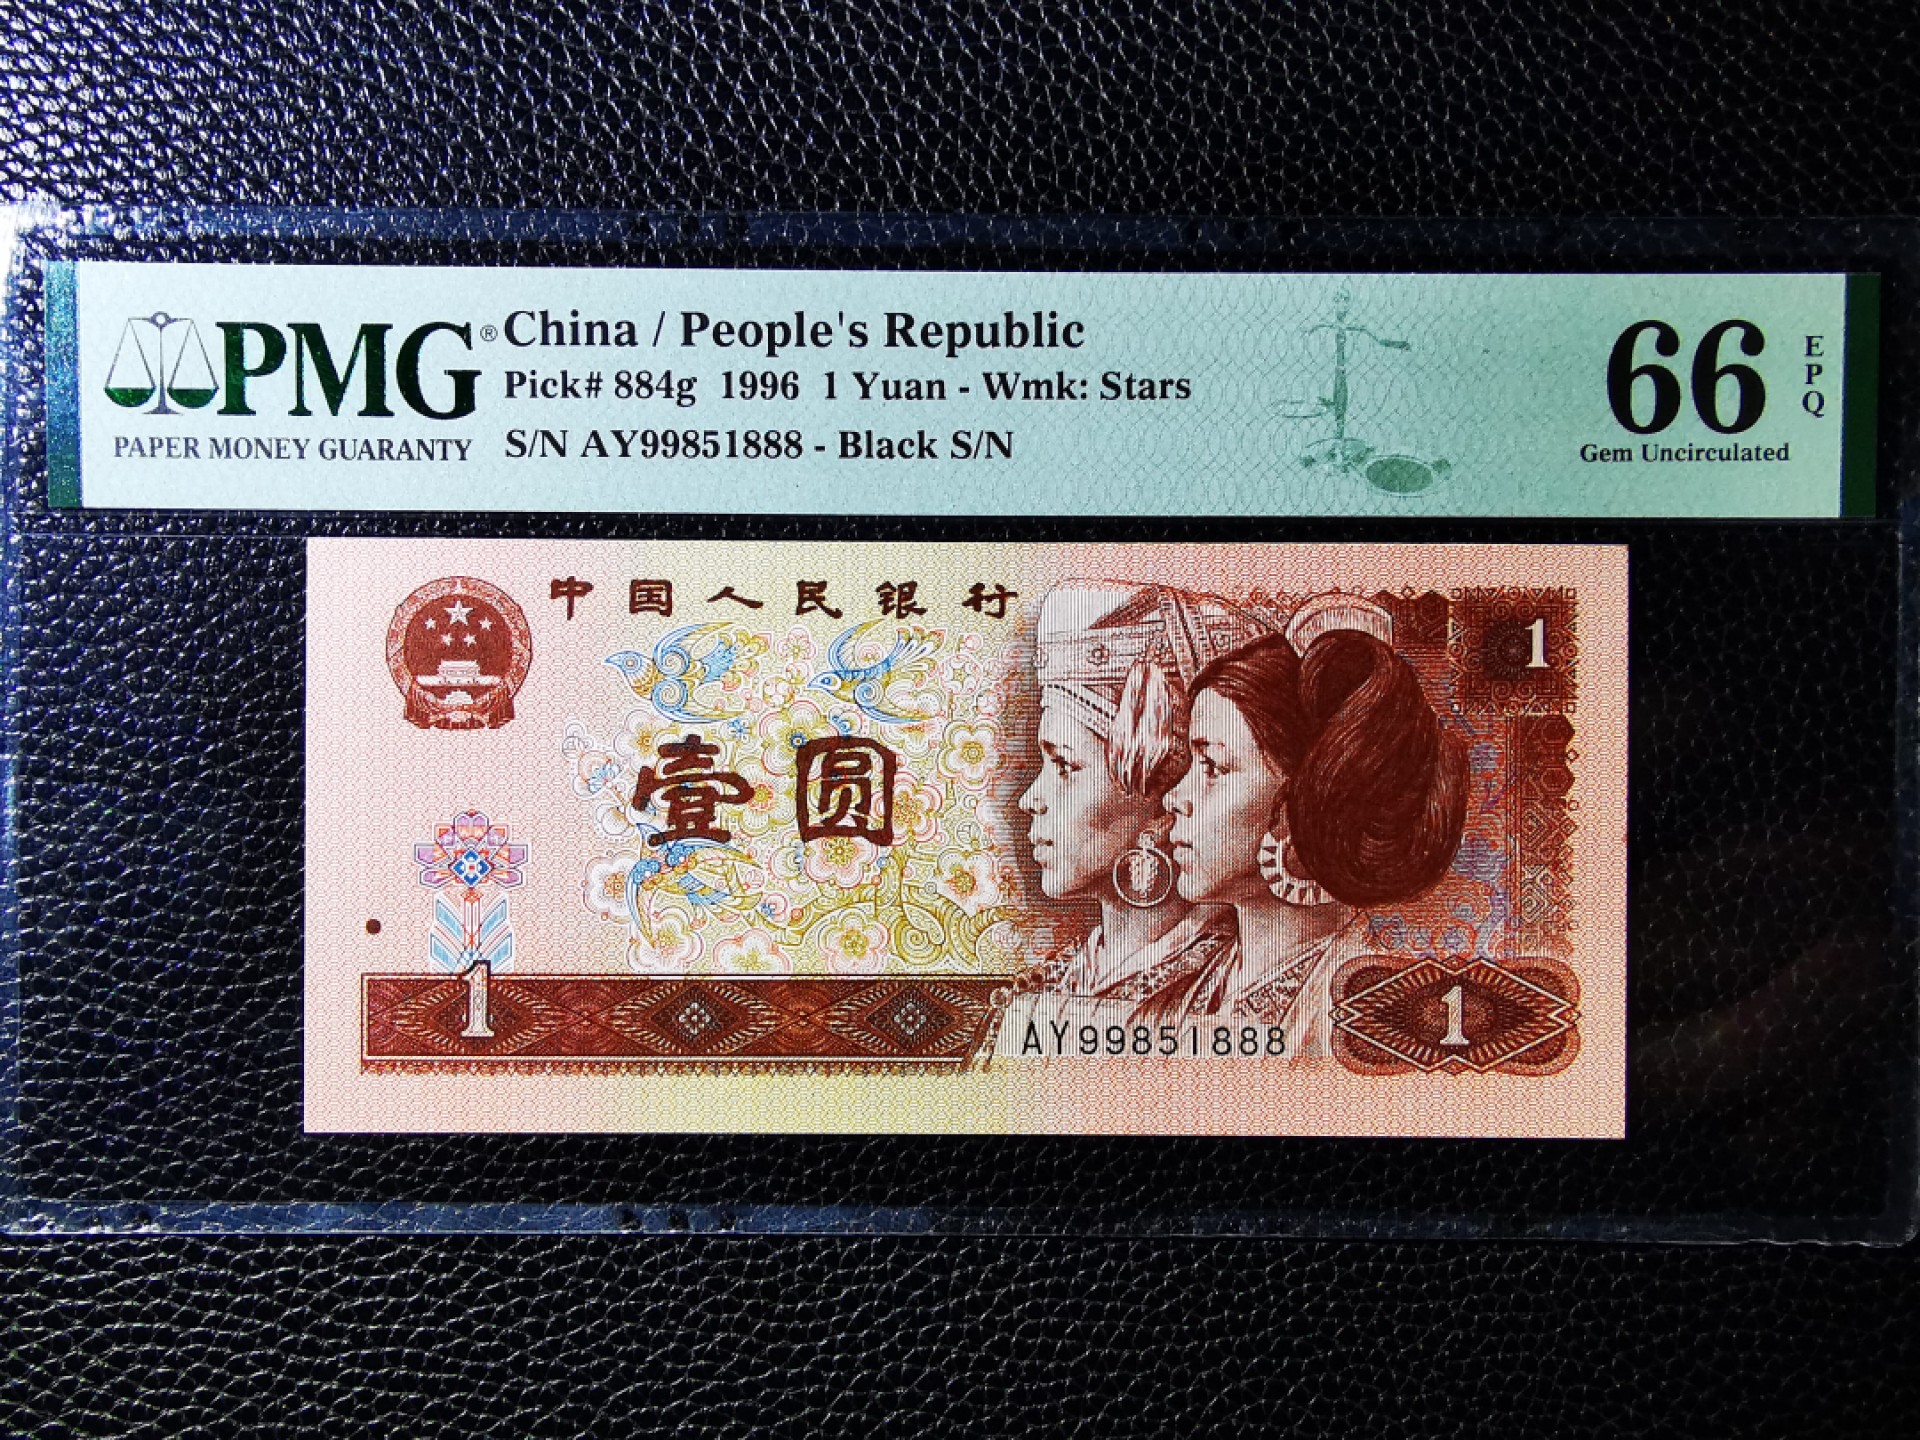 PMG®
PAPER MONEY GUARANTY
China / People's Republic
Pick# 884g 1996 1 Yuan - Wmk: Stars
S/N AY99851888 - Black S/N
66
EPQ
Gem Uncirculated
中国人民银行
1
壹圆
1
AY99851888
1